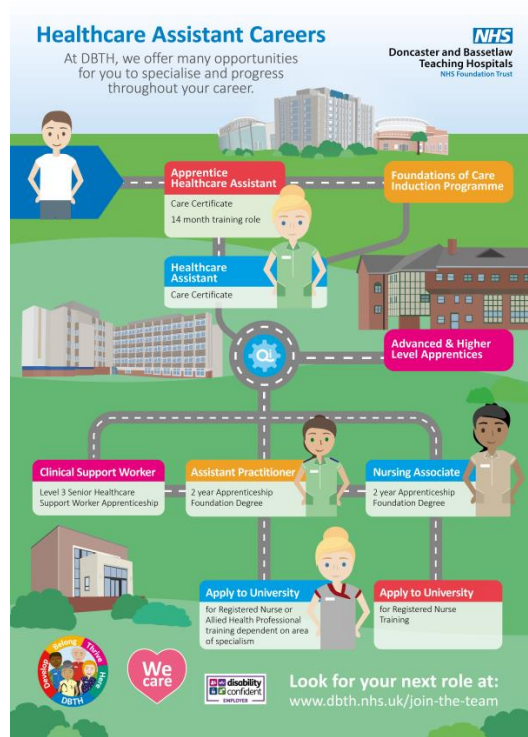 Healthcare Assistant Careers
At DBTH, we offer many opportunities
for you to specialise and progress
throughout your career.
NHS
Doncaster and Bassetlaw
Teaching Hospitals
NHS Foundation Trust
Apprentice
Healthcare Assistant
Care Certificate
14 month training role
Foundations of Care
Induction Programme
Healthcare
Assistant
Care Certificate
Qi
Advanced & Higher
Level Apprentices
Clinical Support Worker
Level 3 Senior Healthcare
Support Worker Apprenticeship
Assistant Practitioner
2 year Apprenticeship
Foundation Degree
Nursing Associate
2 year Apprenticeship
Foundation Degree
Apply to University
for Registered Nurse or
Allied Health Professional
training dependent on area
of specialism
Apply to University
for Registered Nurse
Training
Develop
Belong
Thrive
Here
DBTH
We
care
disability
confident
EMPLOYER
Look for your next role at:
www.dbth.nhs.uk/join-the-team